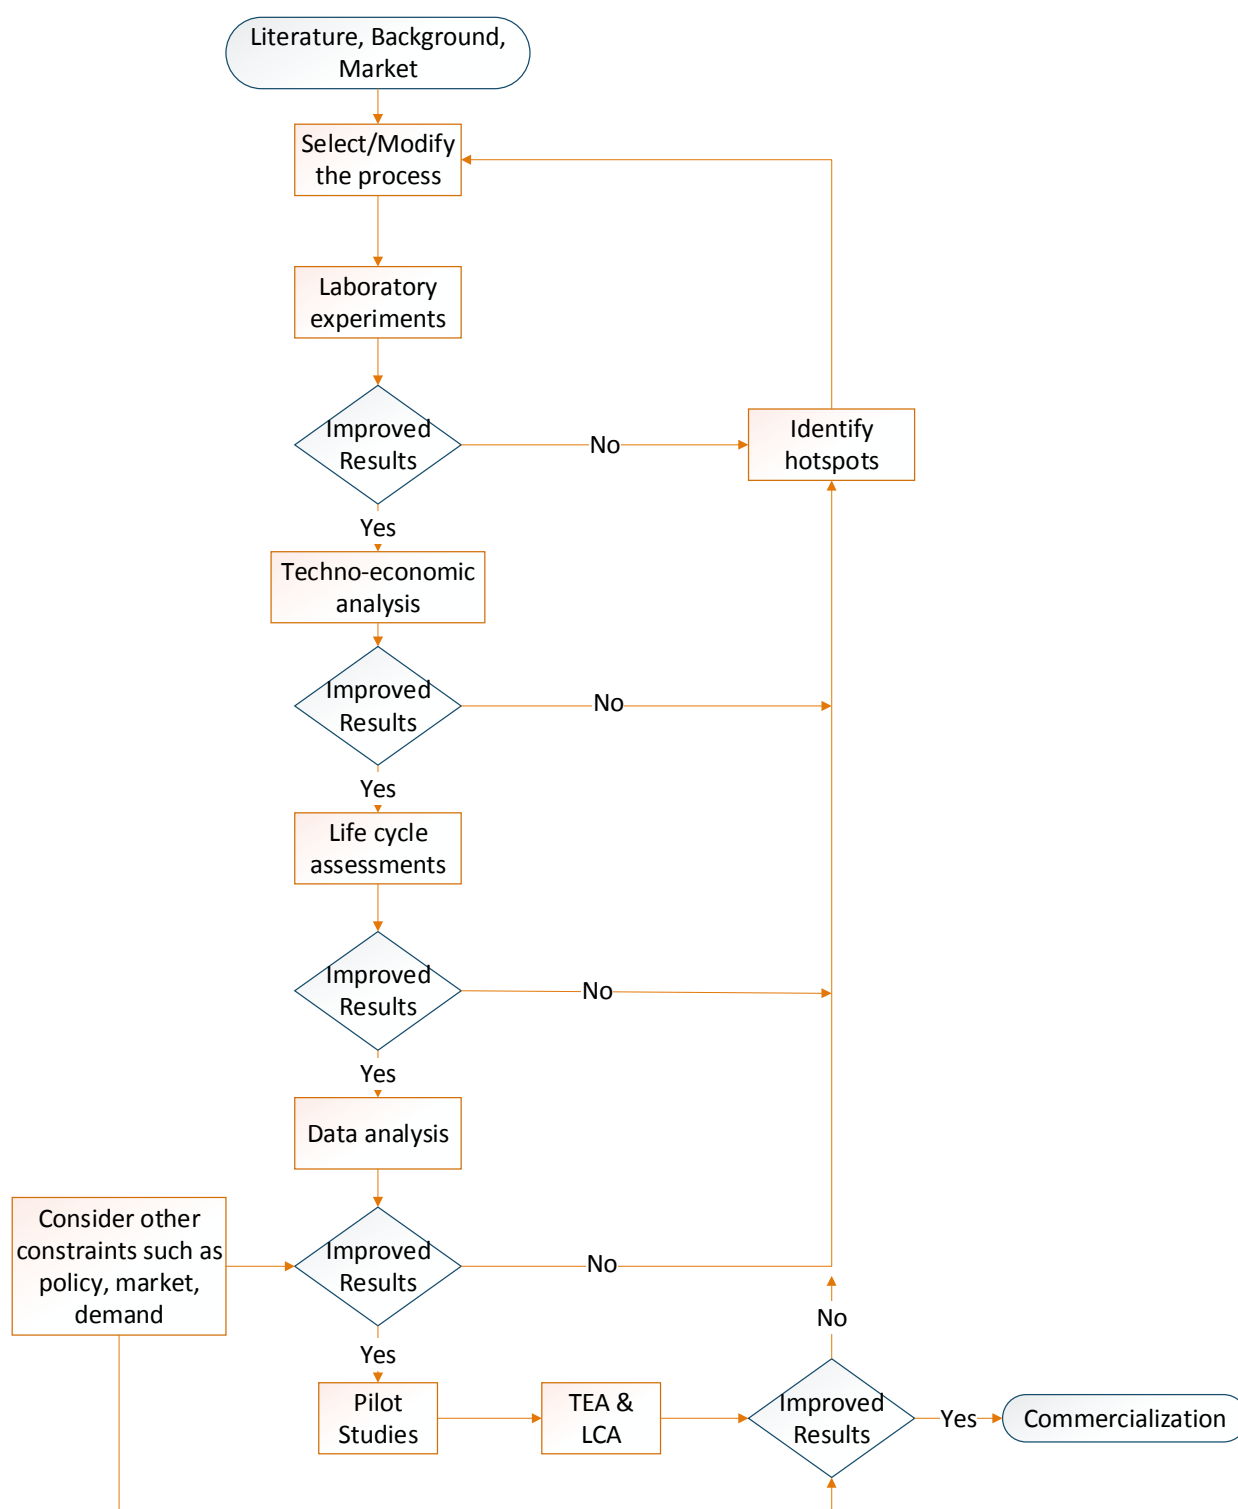 Literature, Background,
Market
Select/Modify
the process
Laboratory
experiments
Improved
Results
No
Identify
hotspots
Yes
Techno-economic
analysis
Improved
Results
No
Yes
Life cycle
assessments
Improved
Results
No
Yes
Data analysis
Consider other
constraints such as
policy, market,
demand
Improved
Results
No
Yes
No
Pilot
Studies
TEA &
LCA
Improved
Results
Yes
Commercialization